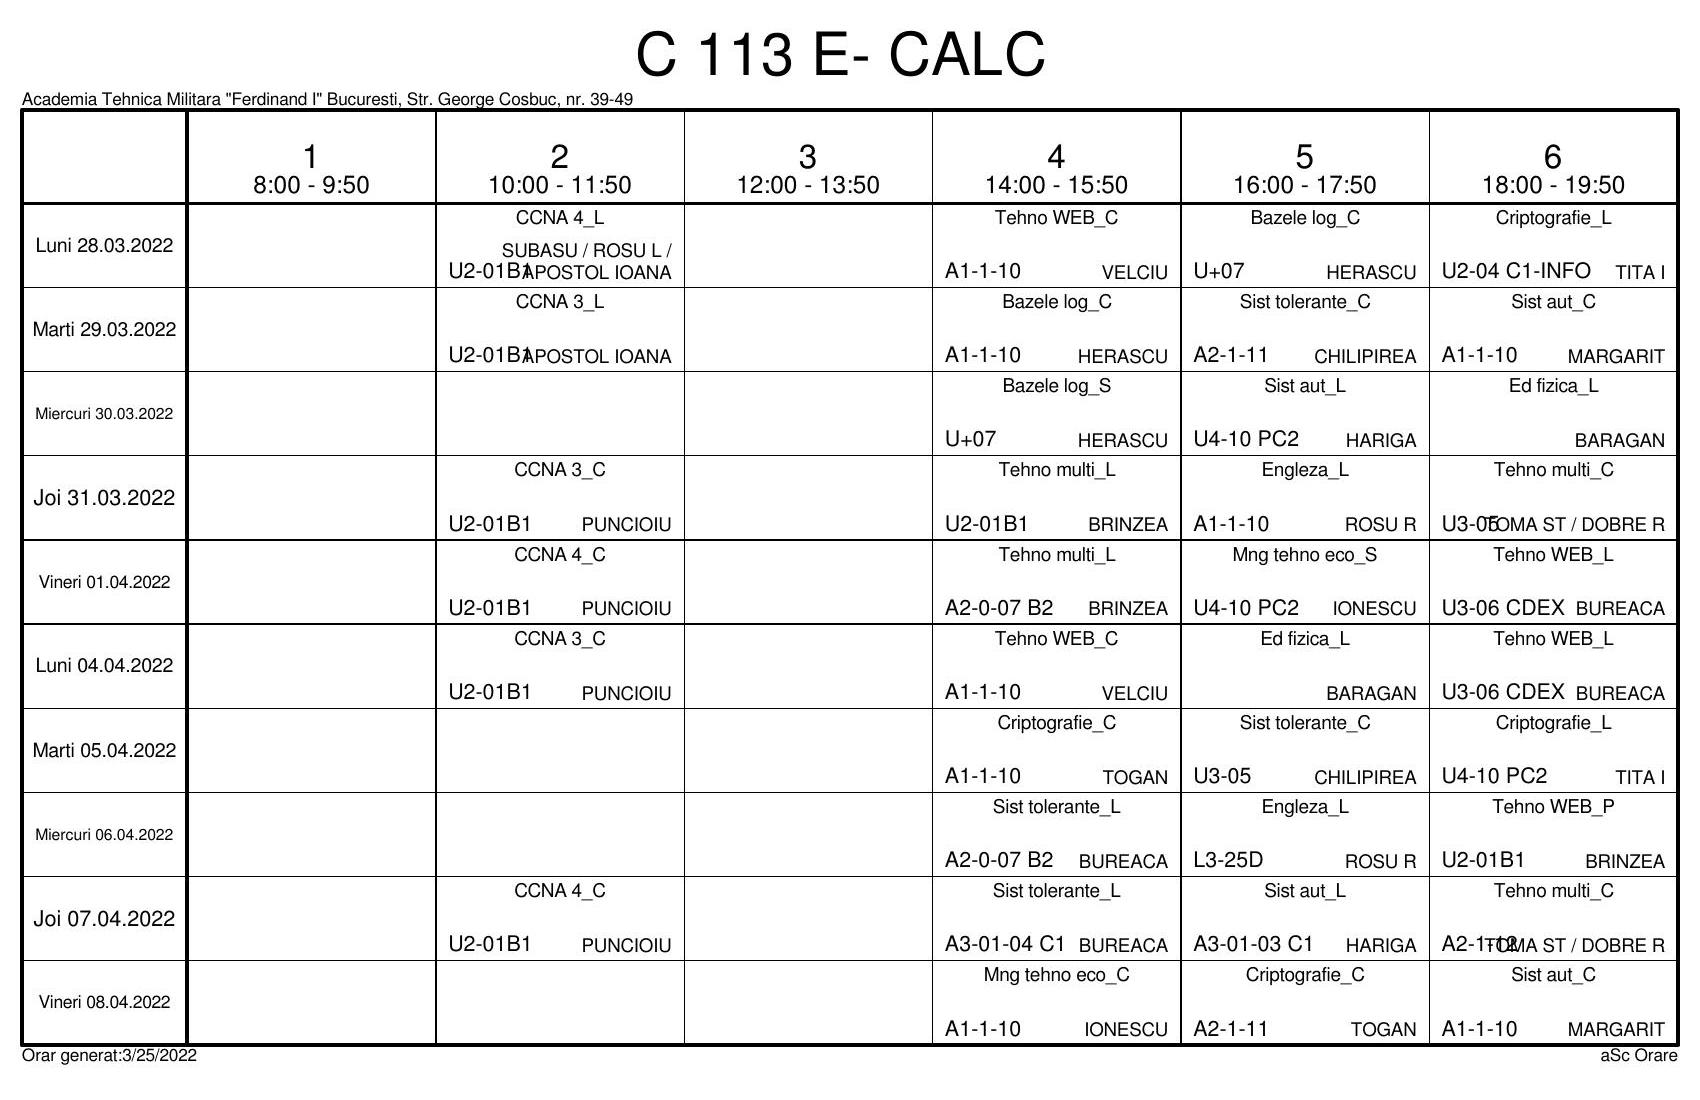 C 113 E- CALC
Academia Tehnica Militara "Ferdinand I" Bucuresti, Str. George Cosbuc, nr. 39-49
1 2 3 4 5 6
8:00 - 9:50 10:00 - 11:50 12:00 - 13:50 14:00 - 15:50 16:00 - 17:50 18:00 - 19:50
CCNA 4_L Tehno WEB_C Bazele log_C Criptografie_L
Luni 28.03.2022
SUBASU / ROSU L /
U2-01B1 APOSTOL IOANA A1-1-10 VELCIU U+07 HERASCU U2-04 C1-INFO TITA I
CCNA 3_L Bazele log_C Sist tolerante_C Sist aut_C
Marti 29.03.2022
U2-01B1 APOSTOL IOANA A1-1-10 HERASCU A2-1-11 CHILIPIREA A1-1-10 MARGARIT
Bazele log_S Sist aut_L Ed fizica_L
Miercuri 30.03.2022
U+07 HERASCU U4-10 PC2 HARIGA BARAGAN
CCNA 3_C Tehno multi_L Engleza_L Tehno multi_C
Joi 31.03.2022
U2-01B1 PUNCIOIU U2-01B1 BRINZEA A1-1-10 ROSU R U3-05 TOMA ST / DOBRE R
CCNA 4_C Tehno multi_L Mng tehno eco_S Tehno WEB_L
Vineri 01.04.2022
U2-01B1 PUNCIOIU A2-0-07 B2 BRINZEA U4-10 PC2 IONESCU U3-06 CDEX BUREACA
CCNA 3_C Tehno WEB_C Ed fizica_L Tehno WEB_L
Luni 04.04.2022
U2-01B1 PUNCIOIU A1-1-10 VELCIU BARAGAN U3-06 CDEX BUREACA
Criptografie_C Sist tolerante_C Criptografie_L
Marti 05.04.2022
A1-1-10 TOGAN U3-05 CHILIPIREA U4-10 PC2 TITA I
Sist tolerante_L Engleza_L Tehno WEB_P
Miercuri 06.04.2022
A2-0-07 B2 BUREACA L3-25D ROSU R U2-01B1 BRINZEA
CCNA 4_C Sist tolerante_L Sist aut_L Tehno multi_C
Joi 07.04.2022
U2-01B1 PUNCIOIU A3-01-04 C1 BUREACA A3-01-03 C1 HARIGA TOMA ST / DOBRE R
Mng tehno eco_C Criptografie_C Sist aut_C
Vineri 08.04.2022
A1-1-10 IONESCU A2-1-11 TOGAN A1-1-10 MARGARIT
Orar generat:3/25/2022 aSc Orare